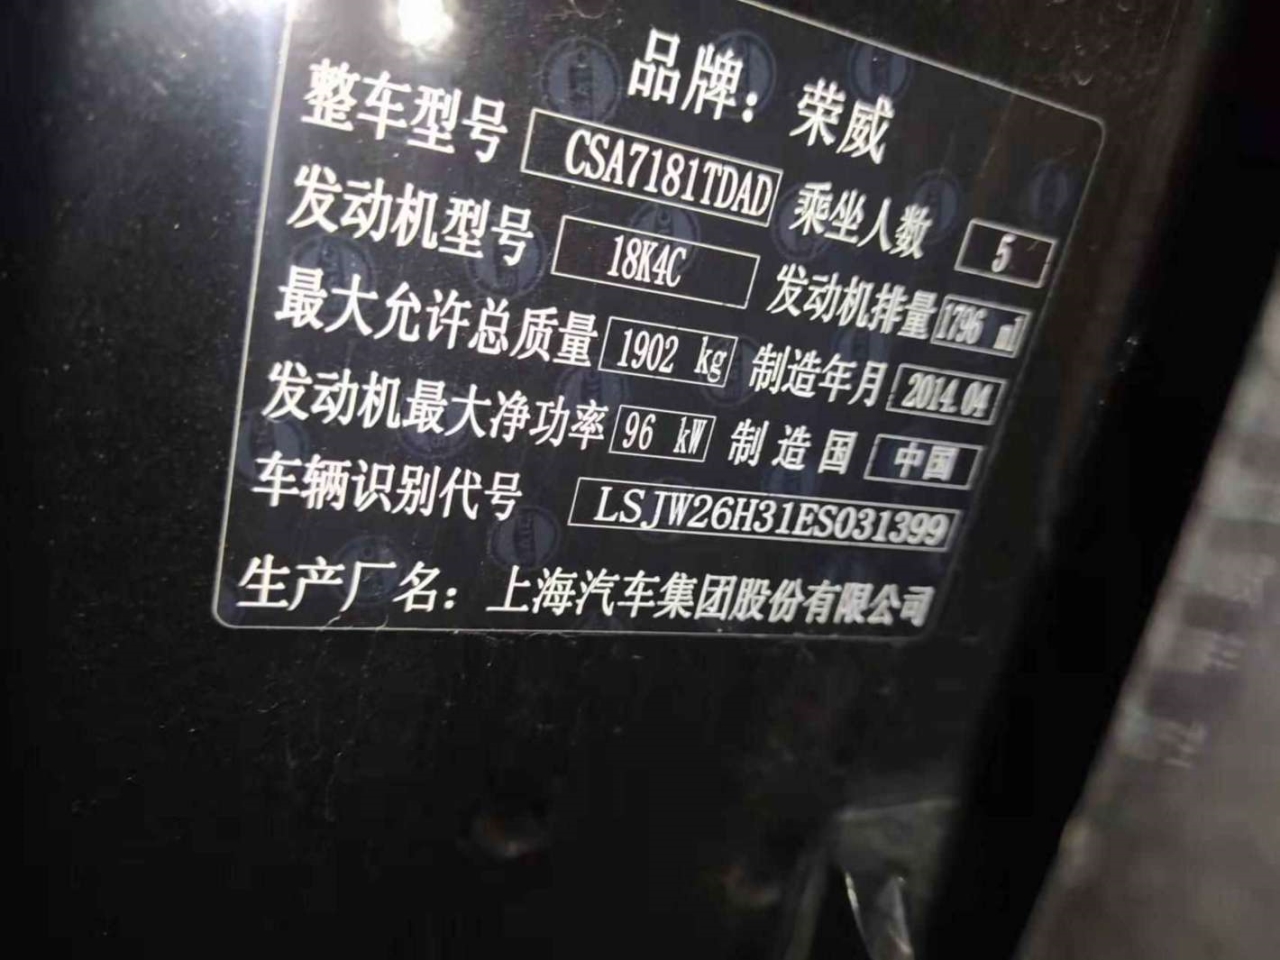 品牌：荣威
整车型号 CSA7181TDAD 乘坐人数 5
发动机型号 18K4C 发动机排量 1796 ml
最大允许总质量 1902 kg 制造年月 2014.04
发动机最大净功率 96 kW 制造国 中国
车辆识别代号 LSJW26H31ES031399
生产厂名：上海汽车集团股份有限公司